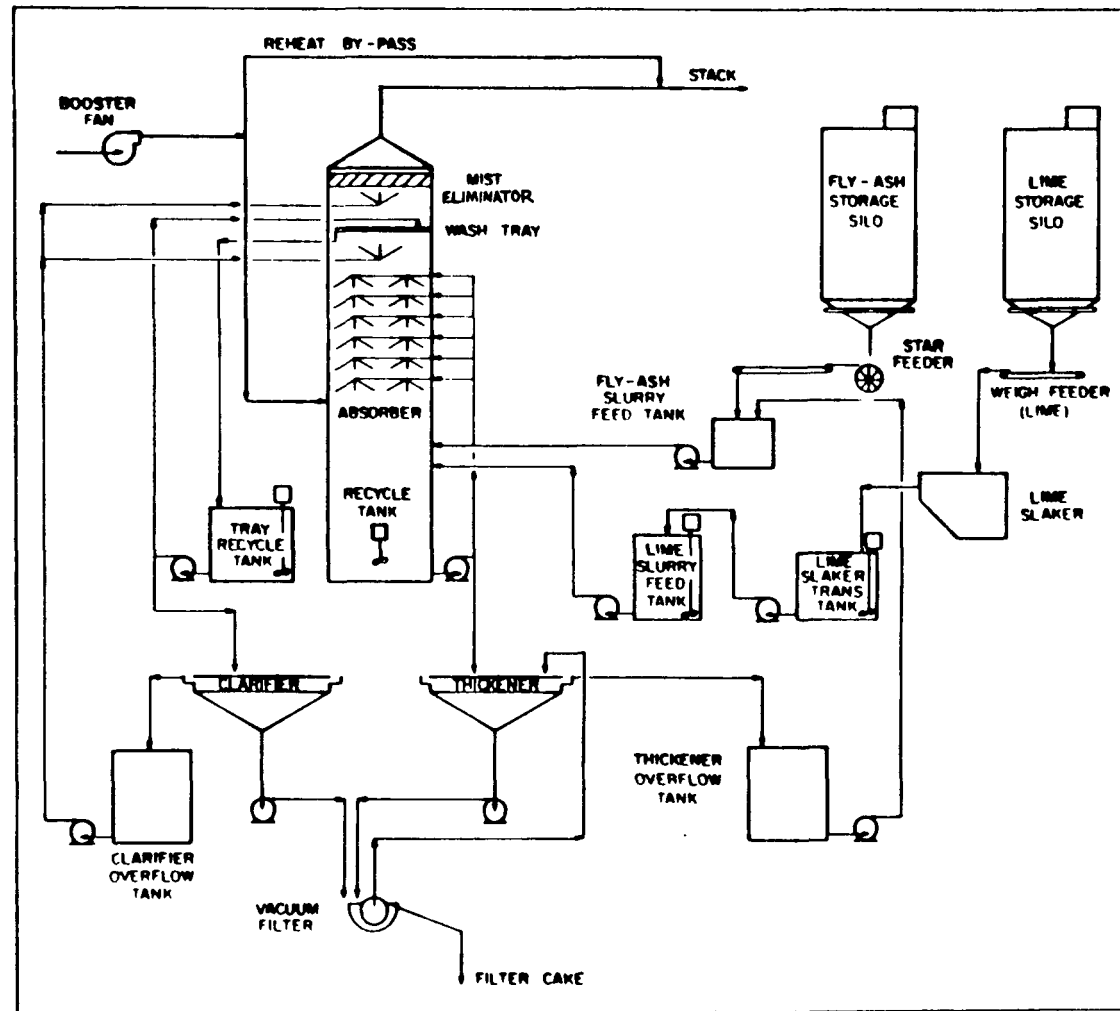 REHEAT BY-PASS
STACK
BOOSTER
FAN
MIST
ELIMINATOR
WASH TRAY
FLY-ASH
STORAGE
SILO
LIME
STORAGE
SILO
STAR
FEEDER
WEIGH FEEDER
(LIME)
FLY-ASH
SLURRY
FEED TANK
ABSORBER
LIME
SLAKER
RECYCLE
TANK
TRAY
RECYCLE
TANK
LIME
SLURRY
FEED
TANK
LIME
SLAKER
TRANS
TANK
CLARIFIER
THICKENER
THICKENER
OVERFLOW
TANK
CLARIFIER
OVERFLOW
TANK
VACUUM
FILTER
FILTER CAKE